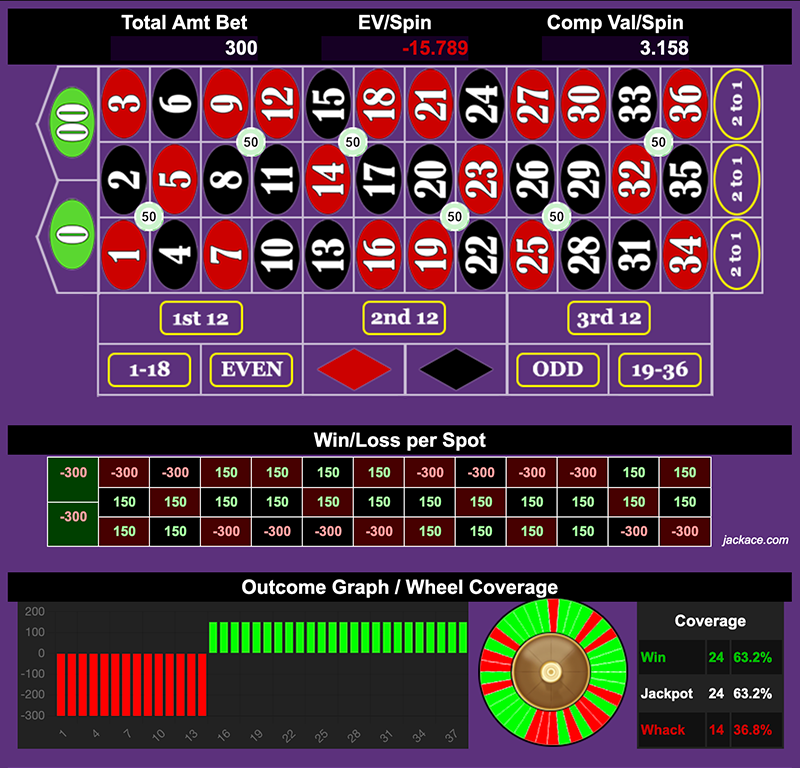 Total Amt Bet EV/Spin Comp Val/Spin
300 -15.789 3.158
00 3 6 9 12 15 18 21 24 27 30 33 36 2 to 1
50 50 50
2 5 8 11 14 17 20 23 26 29 32 35 2 to 1
50 50 50
0 1 4 7 10 13 16 19 22 25 28 31 34 2 to 1
1st 12 2nd 12 3rd 12
1-18 EVEN ODD 19-36
Win/Loss per Spot
-300 -300 -300 150 150 150 150 -300 -300 -300 -300 150 150
150 150 150 150 150 150 150 150 150 150 150 150
-300 150 150 -300 -300 -300 -300 150 150 150 150 -300 -300
jackace.com
Outcome Graph / Wheel Coverage
200
100
0
-100
-200
-300
1 4 7 10 13 16 19 22 25 28 31 34 37
Coverage
Win 24 63.2%
Jackpot 24 63.2%
Whack 14 36.8%